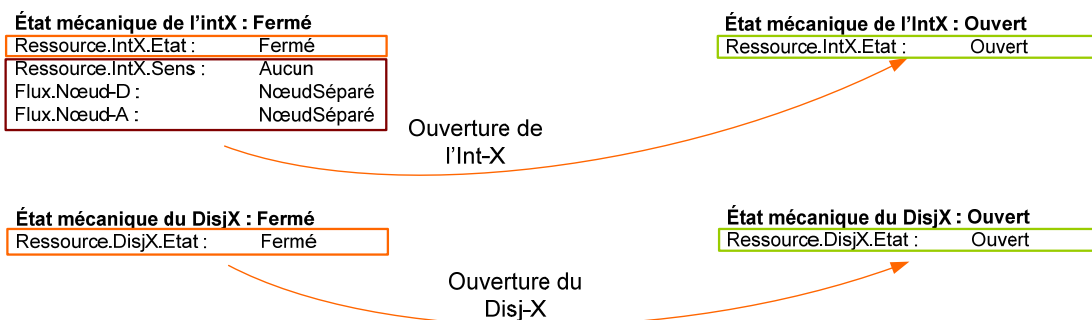 État mécanique de l'intX : Fermé
Ressource.IntX.Etat : Fermé
Ressource.IntX.Sens : Aucun
Flux.Nœud-D : NœudSéparé
Flux.Nœud-A : NœudSéparé
État mécanique de l'IntX : Ouvert
Ressource.IntX.Etat : Ouvert
Ouverture de
l'Int-X
État mécanique du DisjX : Fermé
Ressource.DisjX.Etat : Fermé
État mécanique du DisjX : Ouvert
Ressource.DisjX.Etat : Ouvert
Ouverture du
Disj-X